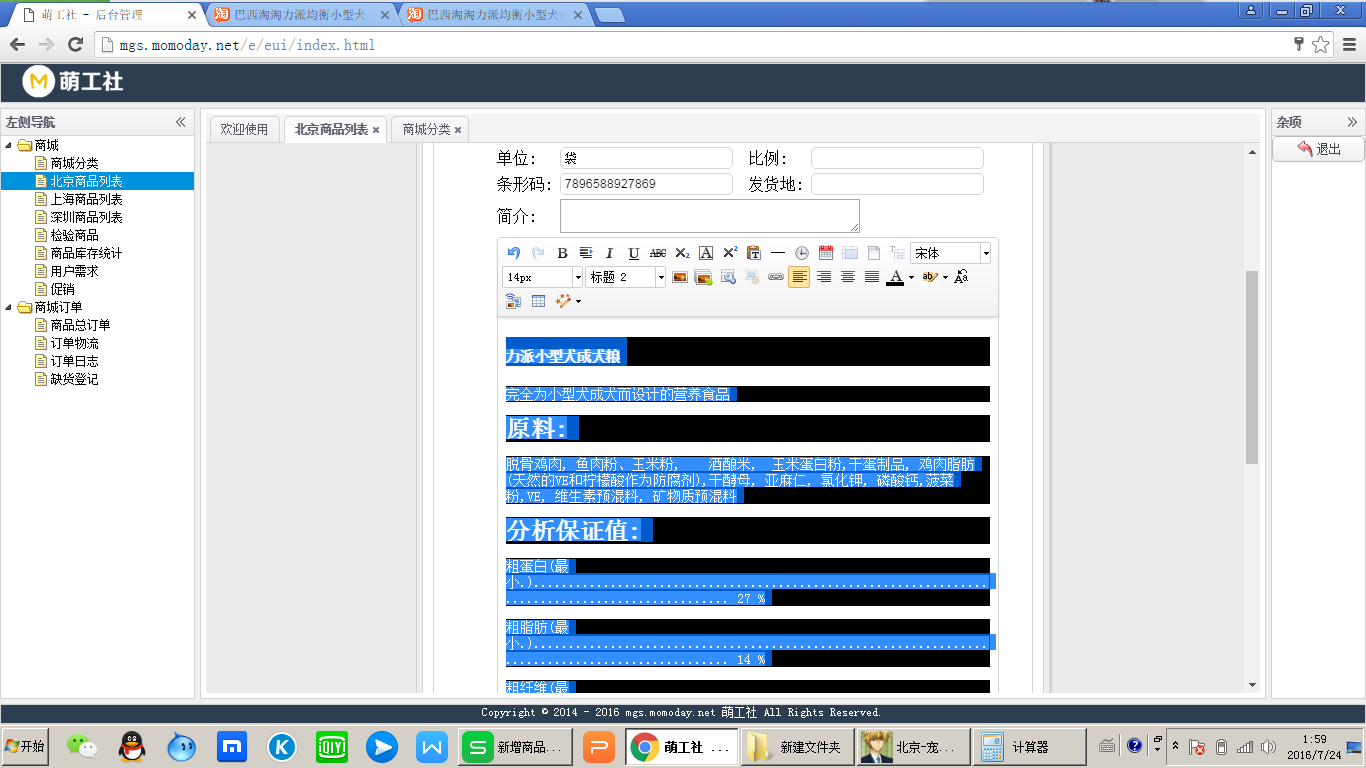 萌工社 - 后台管理
巴西淘淘力派均衡小型犬
巴西淘淘力派均衡小型犬
mgs.momoday.net/e/eui/index.html
萌工社
左侧导航
商城
商城分类
北京商品列表
上海商品列表
深圳商品列表
检验商品
商品库存统计
用户需求
促销
商城订单
商品总订单
订单物流
订单日志
缺货登记
欢迎使用 北京商品列表 商城分类
杂项
退出
单位: 袋 比例:
条形码: 7896588927869 发货地:
简介:
宋体
14px 标题 2
力派小型犬成犬粮
完全为小型犬成犬而设计的营养食品
原料:
脱骨鸡肉, 鱼肉粉、玉米粉, 酒酿米, 玉米蛋白粉,干蛋制品, 鸡肉脂肪
(天然的VE和柠檬酸作为防腐剂),干酵母, 亚麻仁, 氯化钾, 磷酸钙,菠菜
粉,VE, 维生素预混料, 矿物质预混料
分析保证值:
粗蛋白(最
小.).................................................................
................................ 27 %
粗脂肪(最
小.).................................................................
................................ 14 %
粗纤维(最
Copyright © 2014 - 2016 mgs.momoday.net 萌工社 All Rights Reserved.
开始
DIY
新增商品...
萌工社 ...
新建文件夹
北京-宠...
计算器
1:59
2016/7/24